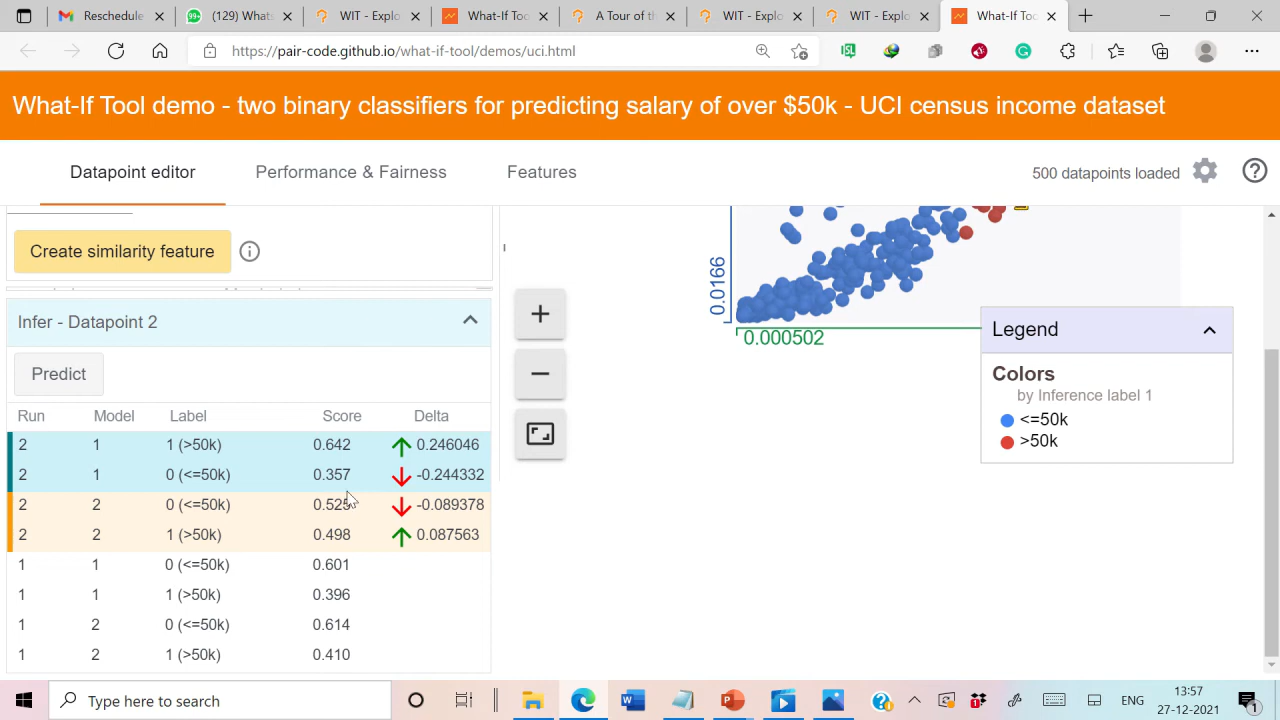 Reschedule
99+
(129) Whats
WIT - Explo
What-If Too
A Tour of th
WIT - Explo
WIT - Explo
What-If Too
https://pair-code.github.io/what-if-tool/demos/uci.html
ISL
What-If Tool demo - two binary classifiers for predicting salary of over $50k - UCI census income dataset
Datapoint editor
Performance & Fairness
Features
500 datapoints loaded
Create similarity feature
Infer - Datapoint 2
Predict
Run Model Label Score Delta
2 1 1 (>50k) 0.642 0.246046
2 1 0 (<=50k) 0.357 -0.244332
2 2 0 (<=50k) 0.525 -0.089378
2 2 1 (>50k) 0.498 0.087563
1 1 0 (<=50k) 0.601
1 1 1 (>50k) 0.396
1 2 0 (<=50k) 0.614
1 2 1 (>50k) 0.410
0.0166
0.000502
Legend
Colors
by Inference label 1
<=50k
>50k
Type here to search
ENG
13:57
27-12-2021
1